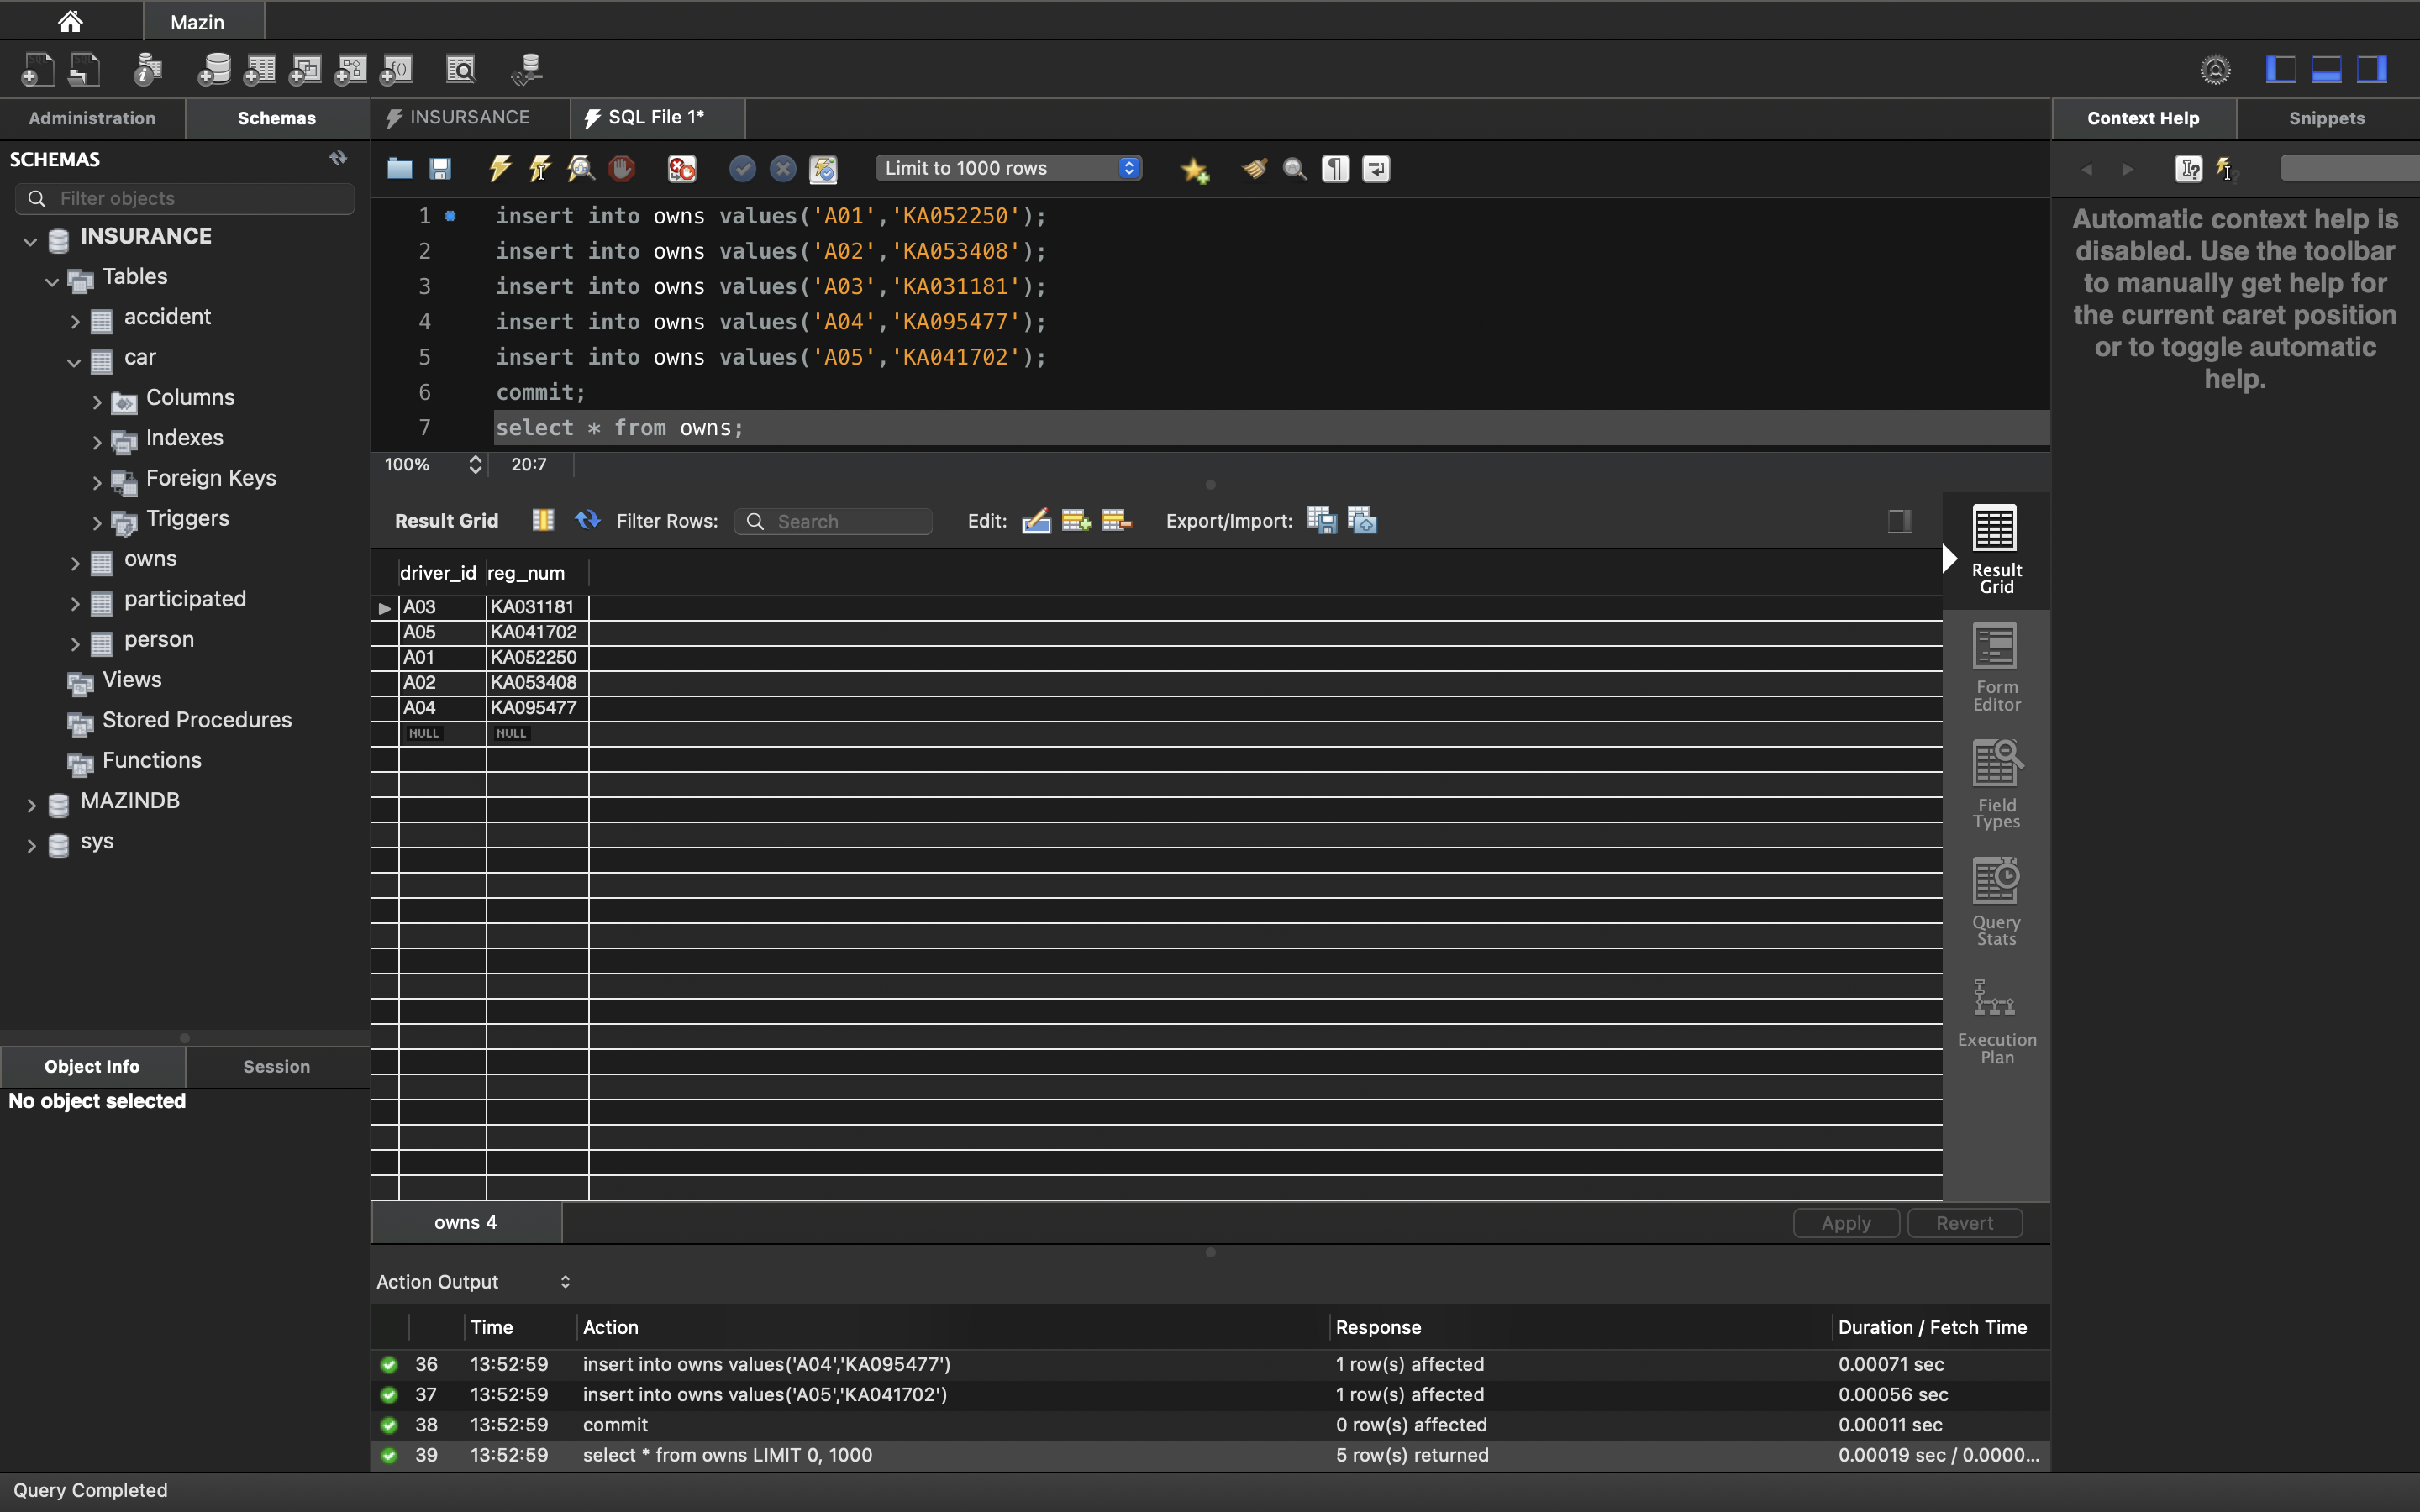 Mazin
Administration
Schemas
SCHEMAS
Filter objects
INSURANCE
Tables
accident
car
Columns
Indexes
Foreign Keys
Triggers
owns
participated
person
Views
Stored Procedures
Functions
MAZINDB
sys
Object Info
Session
No object selected
INSURSANCE
SQL File 1*
Limit to 1000 rows
1 insert into owns values('A01','KA052250');
2 insert into owns values('A02','KA053408');
3 insert into owns values('A03','KA031181');
4 insert into owns values('A04','KA095477');
5 insert into owns values('A05','KA041702');
6 commit;
7 select * from owns;
100% 20:7
Result Grid Filter Rows: Search Edit: Export/Import:
driver_id reg_num
A03 KA031181
A05 KA041702
A01 KA052250
A02 KA053408
A04 KA095477
NULL NULL
Result
Grid
Form
Editor
Field
Types
Query
Stats
Execution
Plan
owns 4
Apply Revert
Action Output
Time Action Response Duration / Fetch Time
36 13:52:59 insert into owns values('A04','KA095477') 1 row(s) affected 0.00071 sec
37 13:52:59 insert into owns values('A05','KA041702') 1 row(s) affected 0.00056 sec
38 13:52:59 commit 0 row(s) affected 0.00011 sec
39 13:52:59 select * from owns LIMIT 0, 1000 5 row(s) returned 0.00019 sec / 0.0000...
Context Help
Snippets
Automatic context help is
disabled. Use the toolbar
to manually get help for
the current caret position
or to toggle automatic
help.
Query Completed